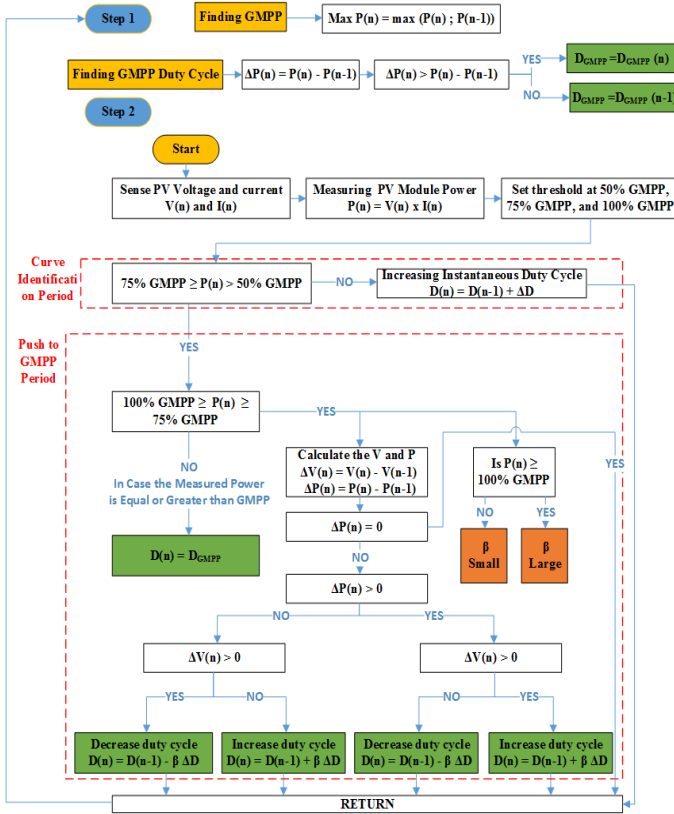 Step 1
Finding GMPP
Max P(n) = max (P(n) ; P(n-1))
Finding GMPP Duty Cycle
ΔP(n) = P(n) - P(n-1)
ΔP(n) > P(n) - P(n-1)
YES
NO
DGMPP =DGMPP (n)
DGMPP =DGMPP (n-1)
Step 2
Start
Sense PV Voltage and current
V(n) and I(n)
Measuring PV Module Power
P(n) = V(n) x I(n)
Set threshold at 50% GMPP,
75% GMPP, and 100% GMPP
Curve
Identificati
on Period
75% GMPP ≥ P(n) > 50% GMPP
NO
Increasing Instantaneous Duty Cycle
D(n) = D(n-1) + ΔD
Push to
GMPP
Period
YES
100% GMPP ≥ P(n) ≥
75% GMPP
YES
YES
NO
In Case the Measured Power
is Equal or Greater than GMPP
D(n) = DGMPP
Calculate the V and P
ΔV(n) = V(n) - V(n-1)
ΔP(n) = P(n) - P(n-1)
Is P(n) ≥
100% GMPP
YES
NO
YES
β
Small
β
Large
ΔP(n) = 0
NO
ΔP(n) > 0
NO
YES
ΔV(n) > 0
ΔV(n) > 0
YES
NO
NO
YES
Decrease duty cycle
D(n) = D(n-1) - β ΔD
Increase duty cycle
D(n) = D(n-1) + β ΔD
Decrease duty cycle
D(n) = D(n-1) - β ΔD
Increase duty cycle
D(n) = D(n-1) + β ΔD
RETURN